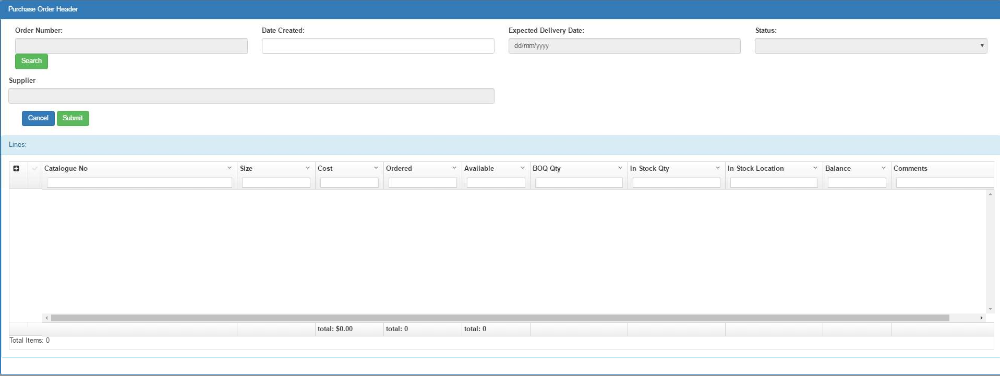 Purchase Order Header
Order Number: Date Created: Expected Delivery Date: Status:
dd/mm/yyyy
Search
Supplier
Cancel Submit
Lines:
Catalogue No Size Cost Ordered Available BOQ Qty In Stock Qty In Stock Location Balance Comments
total: $0.00 total: 0 total: 0
Total Items: 0